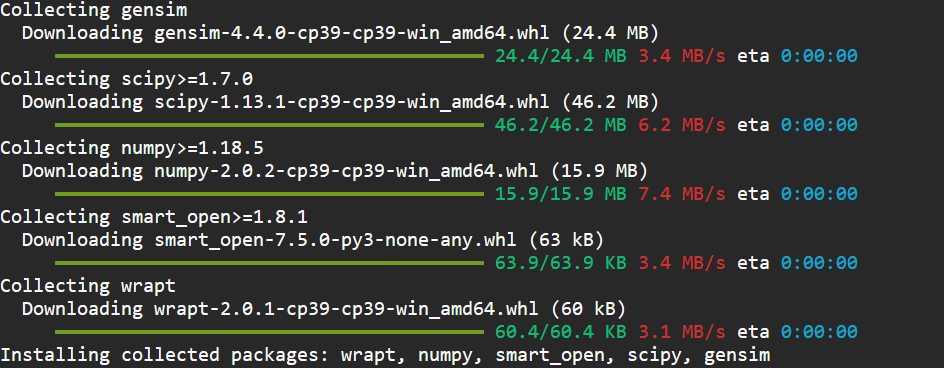 Collecting gensim
Downloading gensim-4.4.0-cp39-cp39-win_amd64.whl (24.4 MB)
24.4/24.4 MB 3.4 MB/s eta 0:00:00
Collecting scipy>=1.7.0
Downloading scipy-1.13.1-cp39-cp39-win_amd64.whl (46.2 MB)
46.2/46.2 MB 6.2 MB/s eta 0:00:00
Collecting numpy>=1.18.5
Downloading numpy-2.0.2-cp39-cp39-win_amd64.whl (15.9 MB)
15.9/15.9 MB 7.4 MB/s eta 0:00:00
Collecting smart_open>=1.8.1
Downloading smart_open-7.5.0-py3-none-any.whl (63 kB)
63.9/63.9 KB 3.4 MB/s eta 0:00:00
Collecting wrapt
Downloading wrapt-2.0.1-cp39-cp39-win_amd64.whl (60 kB)
60.4/60.4 KB 3.1 MB/s eta 0:00:00
Installing collected packages: wrapt, numpy, smart_open, scipy, gensim